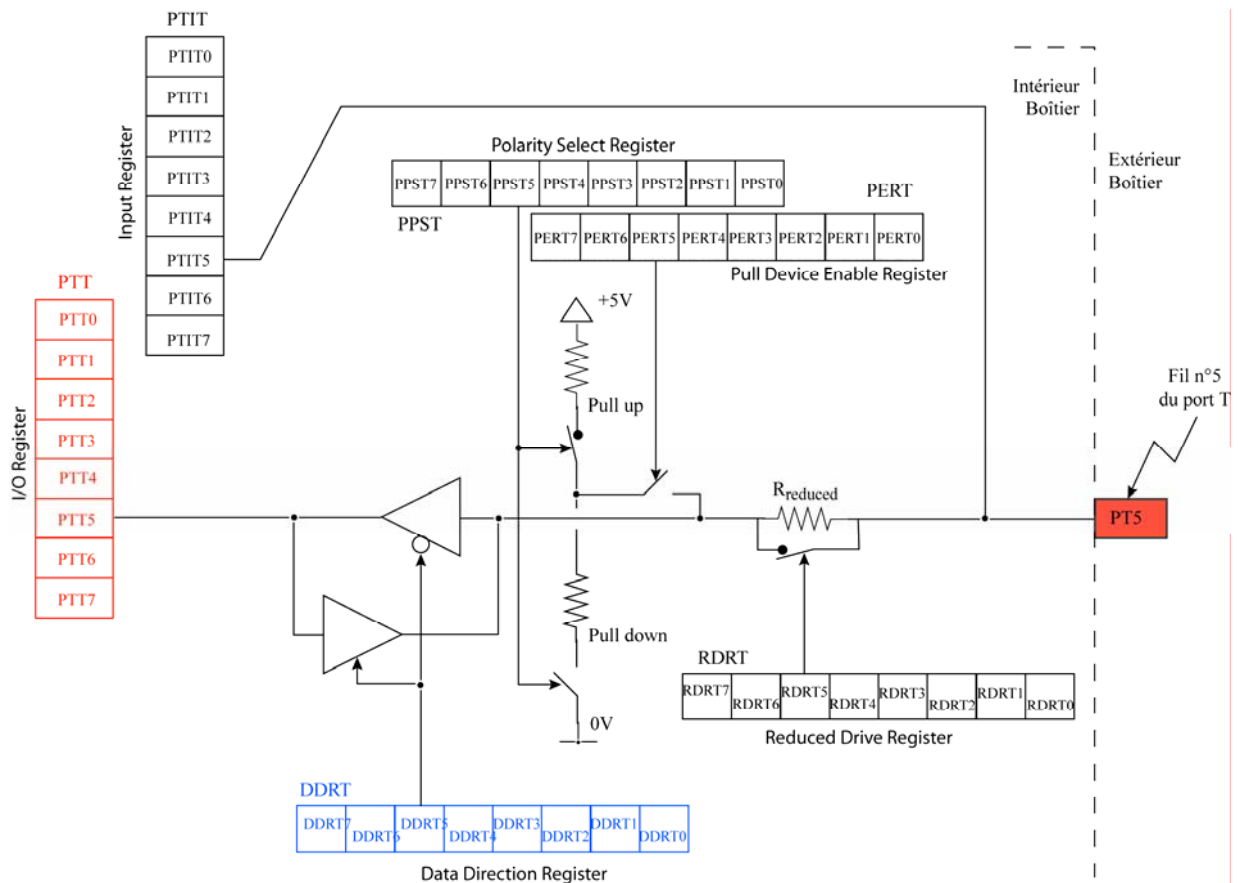 PTIT
PTIT0
PTIT1
PTIT2
PTIT3
PTIT4
PTIT5
PTIT6
PTIT7
Input Register
PTT
PTT0
PTT1
PTT2
PTT3
PTT4
PTT5
PTT6
PTT7
I/O Register
Polarity Select Register
PPST7 PPST6 PPST5 PPST4 PPST3 PPST2 PPST1 PPST0
PPST
PERT
PERT7 PERT6 PERT5 PERT4 PERT3 PERT2 PERT1 PERT0
Pull Device Enable Register
Intérieur
Boîtier
Extérieur
Boîtier
+5V
Pull up
Rreduced
Fil n°5
du port T
PT5
Pull down
0V
RDRT
RDRT7 RDRT6 RDRT5 RDRT4 RDRT3 RDRT2 RDRT1 RDRT0
Reduced Drive Register
DDRT
DDRT7 DDRT6 DDRT5 DDRT4 DDRT3 DDRT2 DDRT1 DDRT0
Data Direction Register